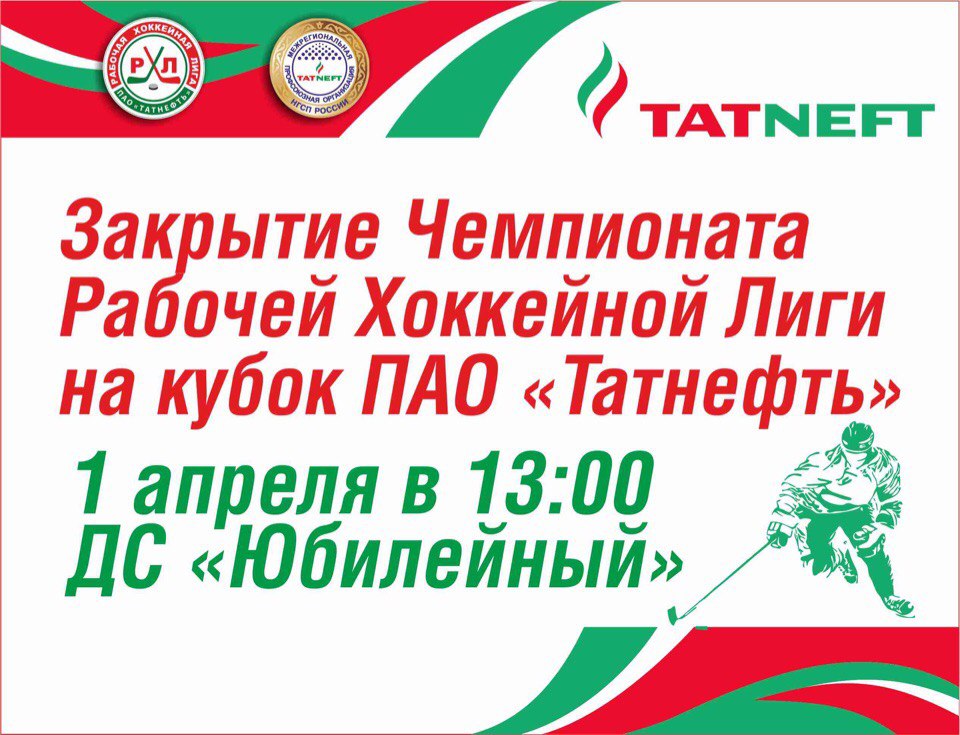 РАБОЧАЯ ХОККЕЙНАЯ ЛИГА
РХЛ
ПАО «ТАТНЕФТЬ»
МЕЖРЕГИОНАЛЬНАЯ
ПРОФСОЮЗНАЯ ОРГАНИЗАЦИЯ
TATNEFT
НГСП РОССИИ
TATNEFT
Закрытие Чемпионата
Рабочей Хоккейной Лиги
на кубок ПАО «Татнефть»
1 апреля в 13:00
ДС «Юбилейный»